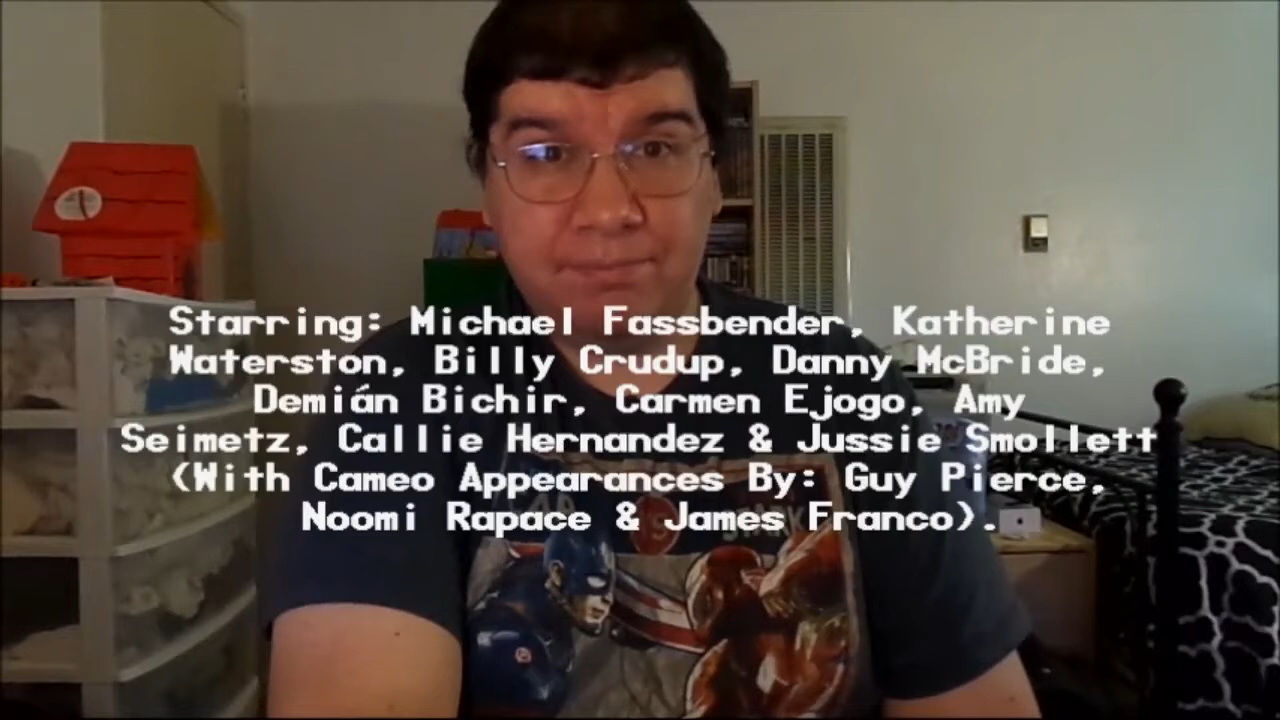 Starring: Michael Fassbender, Katherine
Waterston, Billy Crudup, Danny McBride,
Demián Bichir, Carmen Ejogo, Amy
Seimetz, Callie Hernandez & Jussie Smollett
(With Cameo Appearances By: Guy Pierce,
Noomi Rapace & James Franco).